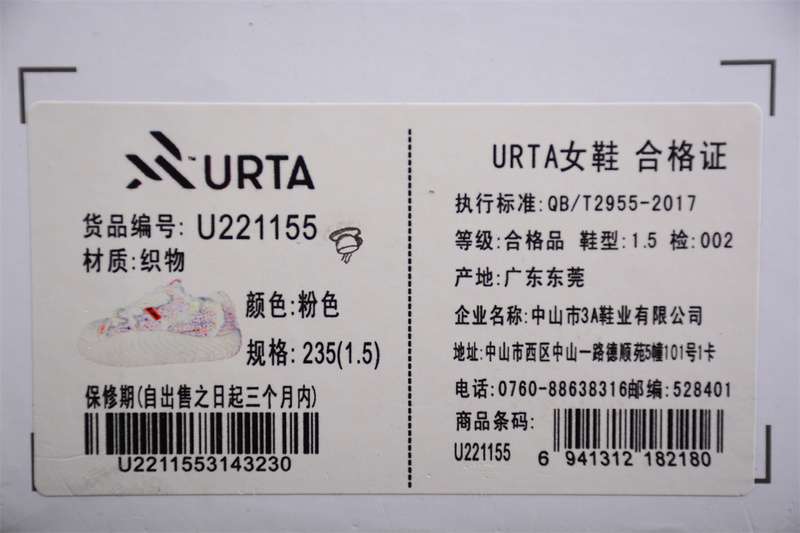 URTA
货品编号: U221155
材质:织物
颜色:粉色
规格: 235(1.5)
保修期(自出售之日起三个月内)
U2211553143230
URTA女鞋 合格证
执行标准:QB/T2955-2017
等级:合格品 鞋型:1.5 检:002
产地:广东东莞
企业名称:中山市3A鞋业有限公司
地址:中山市西区中山一路德顺苑5幢101号1卡
电话:0760-88638316邮编:528401
商品条码:
U221155
6 941312 182180